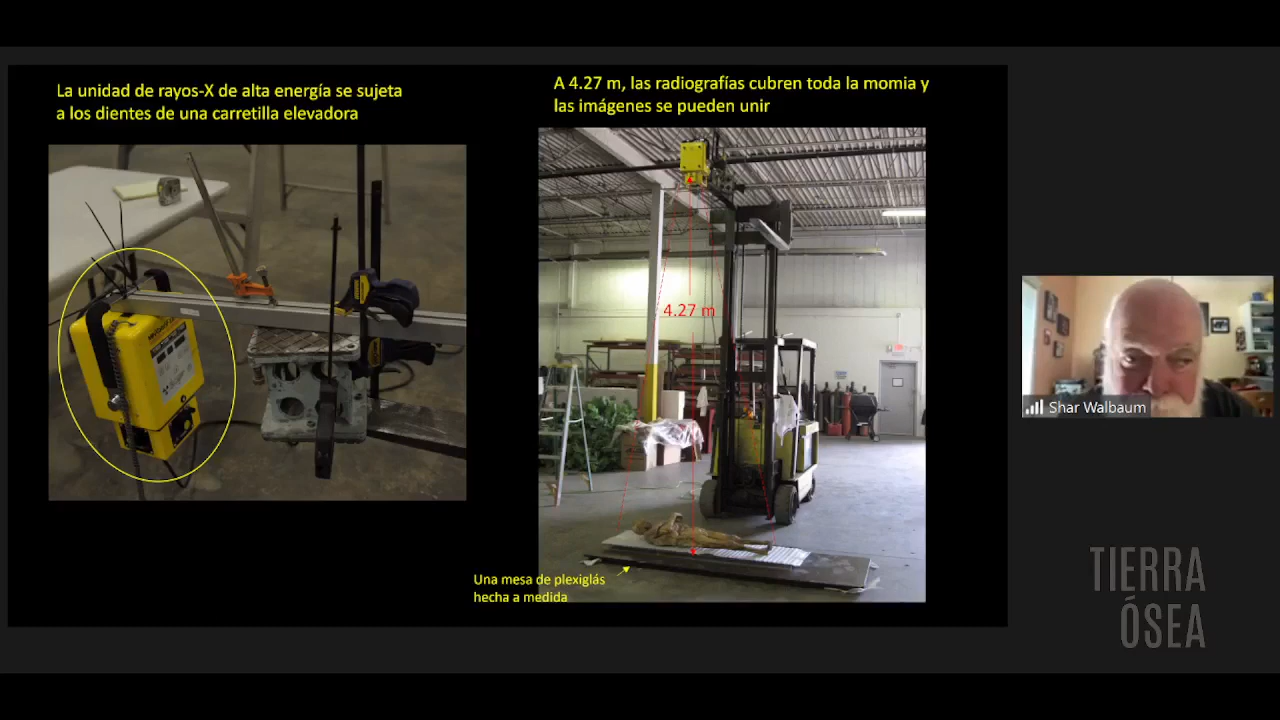 La unidad de rayos-X de alta energía se sujeta
a los dientes de una carretilla elevadora
A 4.27 m, las radiografías cubren toda la momia y
las imágenes se pueden unir
4.27 m
Una mesa de plexiglás
hecha a medida
Shar Walbaum
TIERRA
ÓSEA